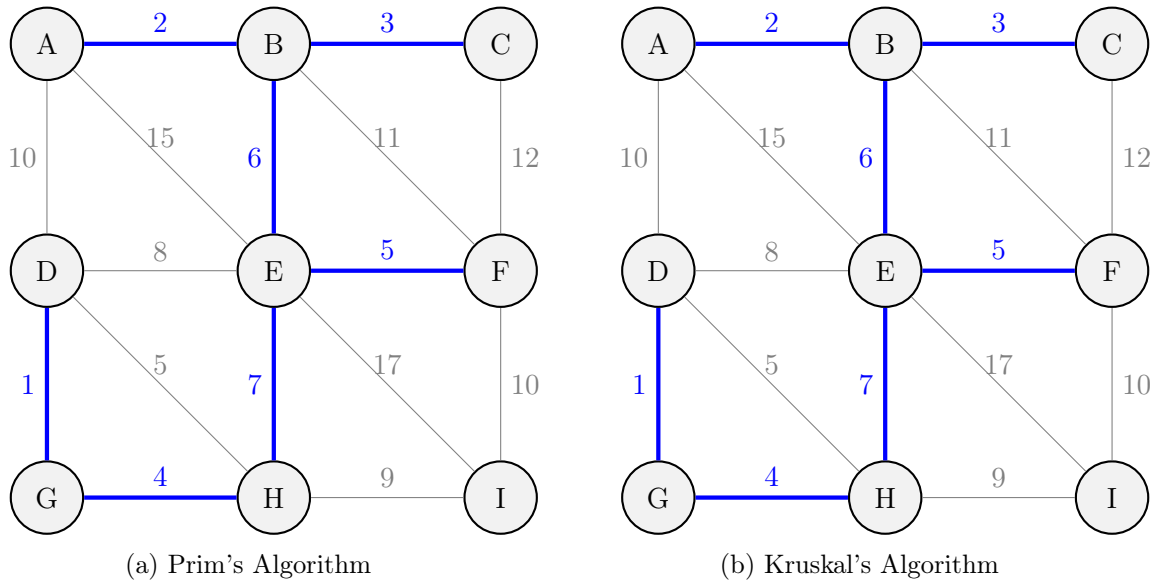 A 2 B 3 C A 2 B 3 C
15 11 15 11
10 6 12 10 6 12
8 5 8 5
D E F D E F
5 17 5 17
1 7 10 1 7 10
4 9 4 9
G H I G H I
(a) Prim's Algorithm (b) Kruskal's Algorithm